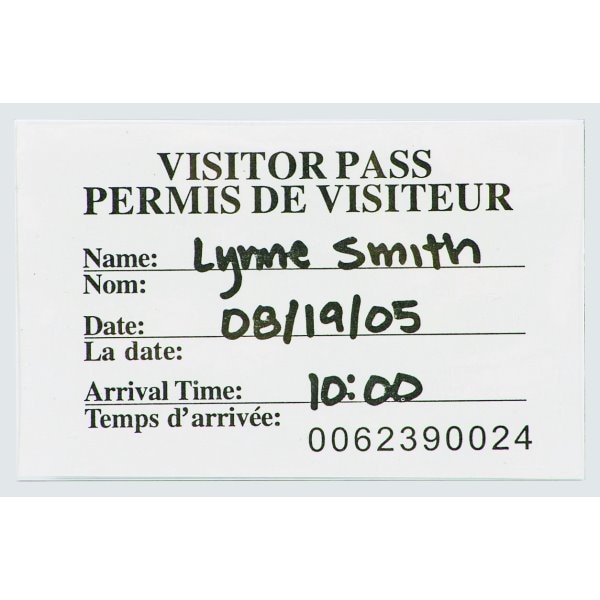 VISITOR PASS
PERMIS DE VISITEUR
Name: Lynne Smith
Nom:
Date: 08/19/05
La date:
Arrival Time: 10:00
Temps d'arrivée:
0062390024